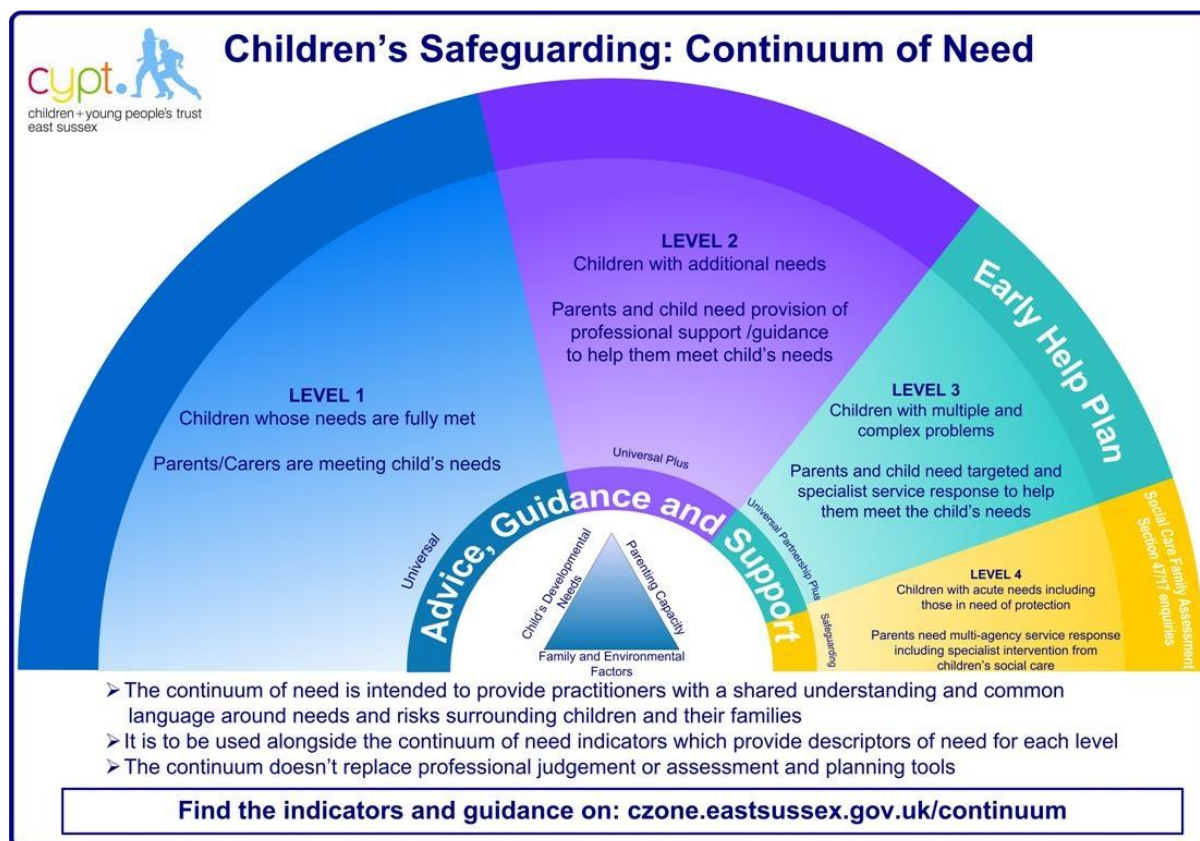 Children's Safeguarding: Continuum of Need
cypt.
children+young people's trust
east sussex
LEVEL 1
Children whose needs are fully met
Parents/Carers are meeting child's needs
LEVEL 2
Children with additional needs
Parents and child need provision of
professional support /guidance
to help them meet child's needs
Early Help Plan
LEVEL 3
Children with multiple and
complex problems
Parents and child need targeted and
specialist service response to help
them meet the child's needs
Social Care Family Assessment
Section 47/17 enquiries
LEVEL 4
Children with acute needs including
those in need of protection
Parents need multi-agency service response
including specialist intervention from
children's social care
Universal
Universal Plus
Universal Partnership Plus
Safeguarding
Advice, Guidance and Support
Child's Developmental
Needs
Parenting Capacity
Family and Environmental
Factors
➢ The continuum of need is intended to provide practitioners with a shared understanding and common
language around needs and risks surrounding children and their families
➢ It is to be used alongside the continuum of need indicators which provide descriptors of need for each level
➢ The continuum doesn't replace professional judgement or assessment and planning tools
Find the indicators and guidance on: czone.eastsussex.gov.uk/continuum